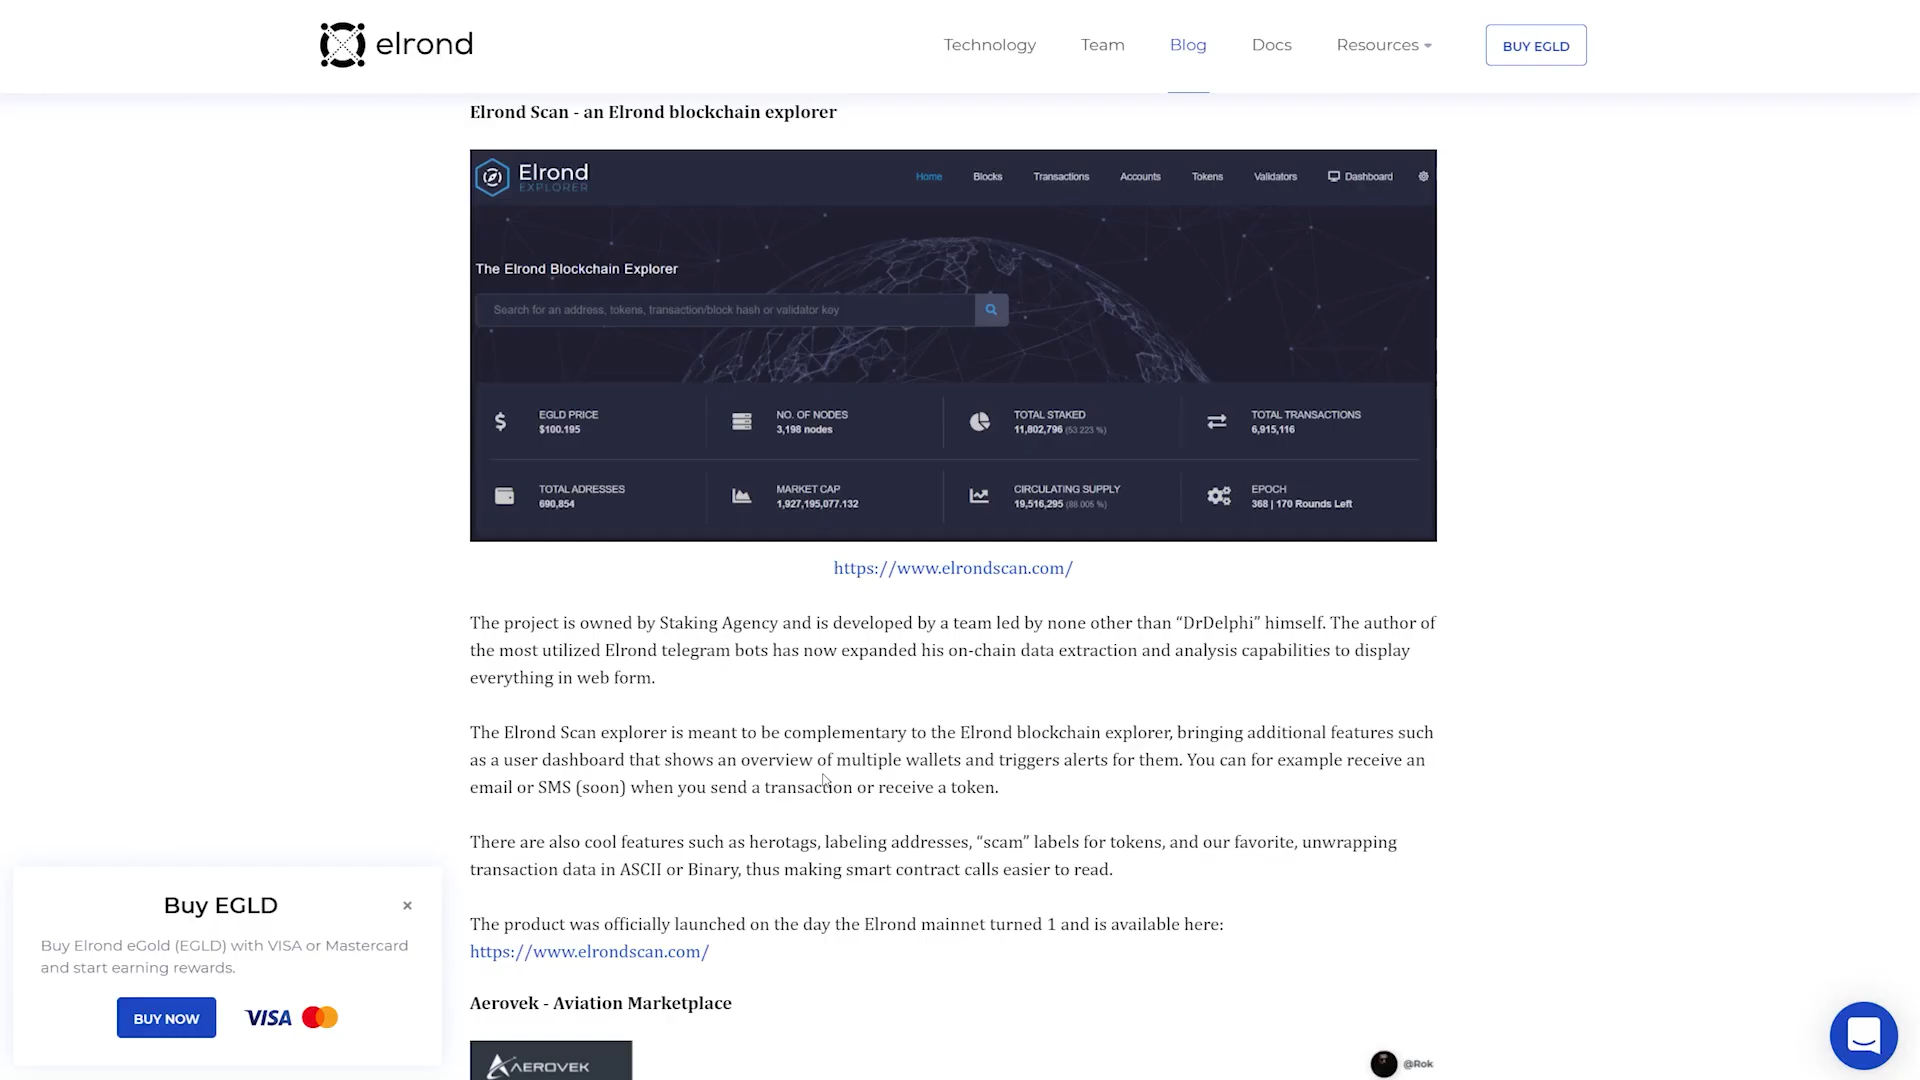 elrond
Technology
Team
Blog
Docs
Resources
BUY EGLD
Elrond Scan - an Elrond blockchain explorer
Elrond
EXPLORER
Home
Blocks
Transactions
Accounts
Tokens
Validators
Dashboard
The Elrond Blockchain Explorer
Search for an address, tokens, transaction/block hash or validator key
EGLD PRICE
$100.195
NO. OF NODES
3,198 nodes
TOTAL STAKED
11,802,796 (53.223 %)
TOTAL TRANSACTIONS
6,915,116
TOTAL ADRESSES
690,854
MARKET CAP
1,927,195,077.132
CIRCULATING SUPPLY
19,516,295 (88.005 %)
EPOCH
368 | 170 Rounds Left
https://www.elrondscan.com/
The project is owned by Staking Agency and is developed by a team led by none other than “DrDelphi” himself. The author of
the most utilized Elrond telegram bots has now expanded his on-chain data extraction and analysis capabilities to display
everything in web form.
The Elrond Scan explorer is meant to be complementary to the Elrond blockchain explorer, bringing additional features such
as a user dashboard that shows an overview of multiple wallets and triggers alerts for them. You can for example receive an
email or SMS (soon) when you send a transaction or receive a token.
There are also cool features such as herotags, labeling addresses, “scam” labels for tokens, and our favorite, unwrapping
transaction data in ASCII or Binary, thus making smart contract calls easier to read.
The product was officially launched on the day the Elrond mainnet turned 1 and is available here:
https://www.elrondscan.com/
Aerovek - Aviation Marketplace
AEROVEK
@Rok
Buy EGLD
×
Buy Elrond eGold (EGLD) with VISA or Mastercard
and start earning rewards.
BUY NOW
VISA